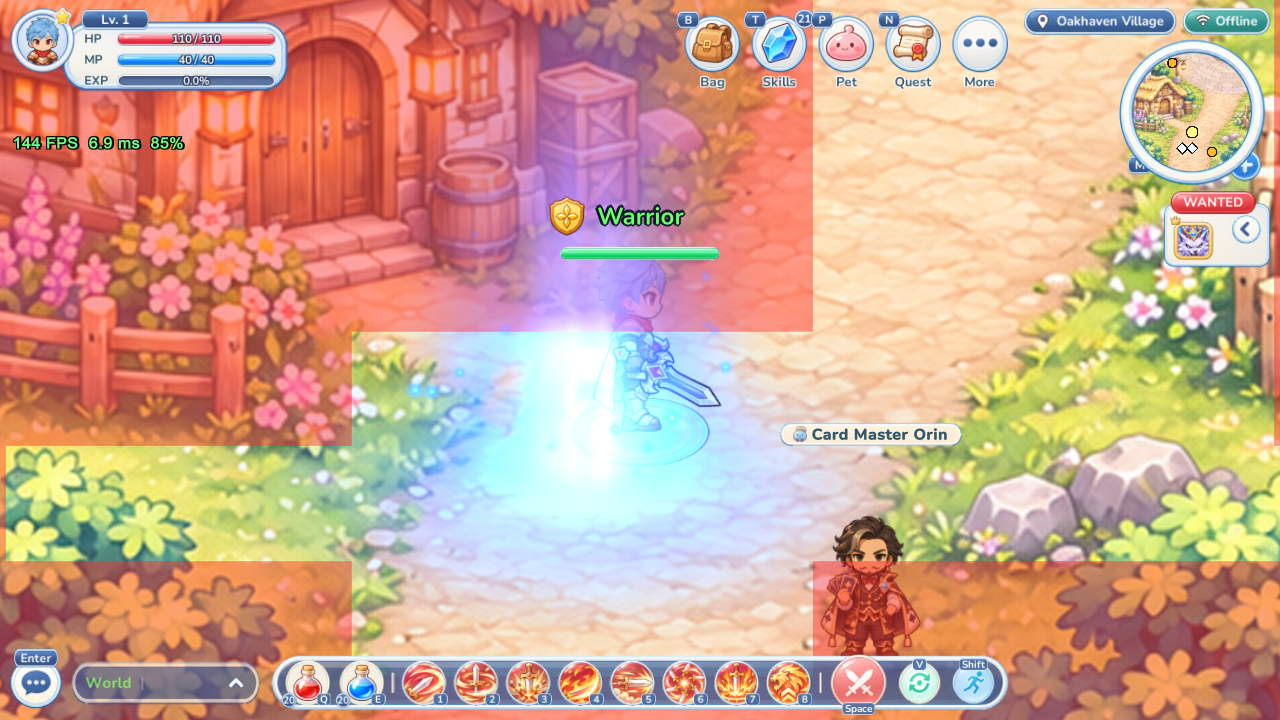 Lv. 1
HP 110 / 110
MP 40 / 40
EXP 0.0%
144 FPS 6.9 ms 85%
B T 21 P N
Bag Skills Pet Quest More
Oakhaven Village Offline
M
WANTED
Warrior
Card Master Orin
Enter
World
20 Q 20 E 1 2 3 4 5 6 7 8
Space
V
Shift